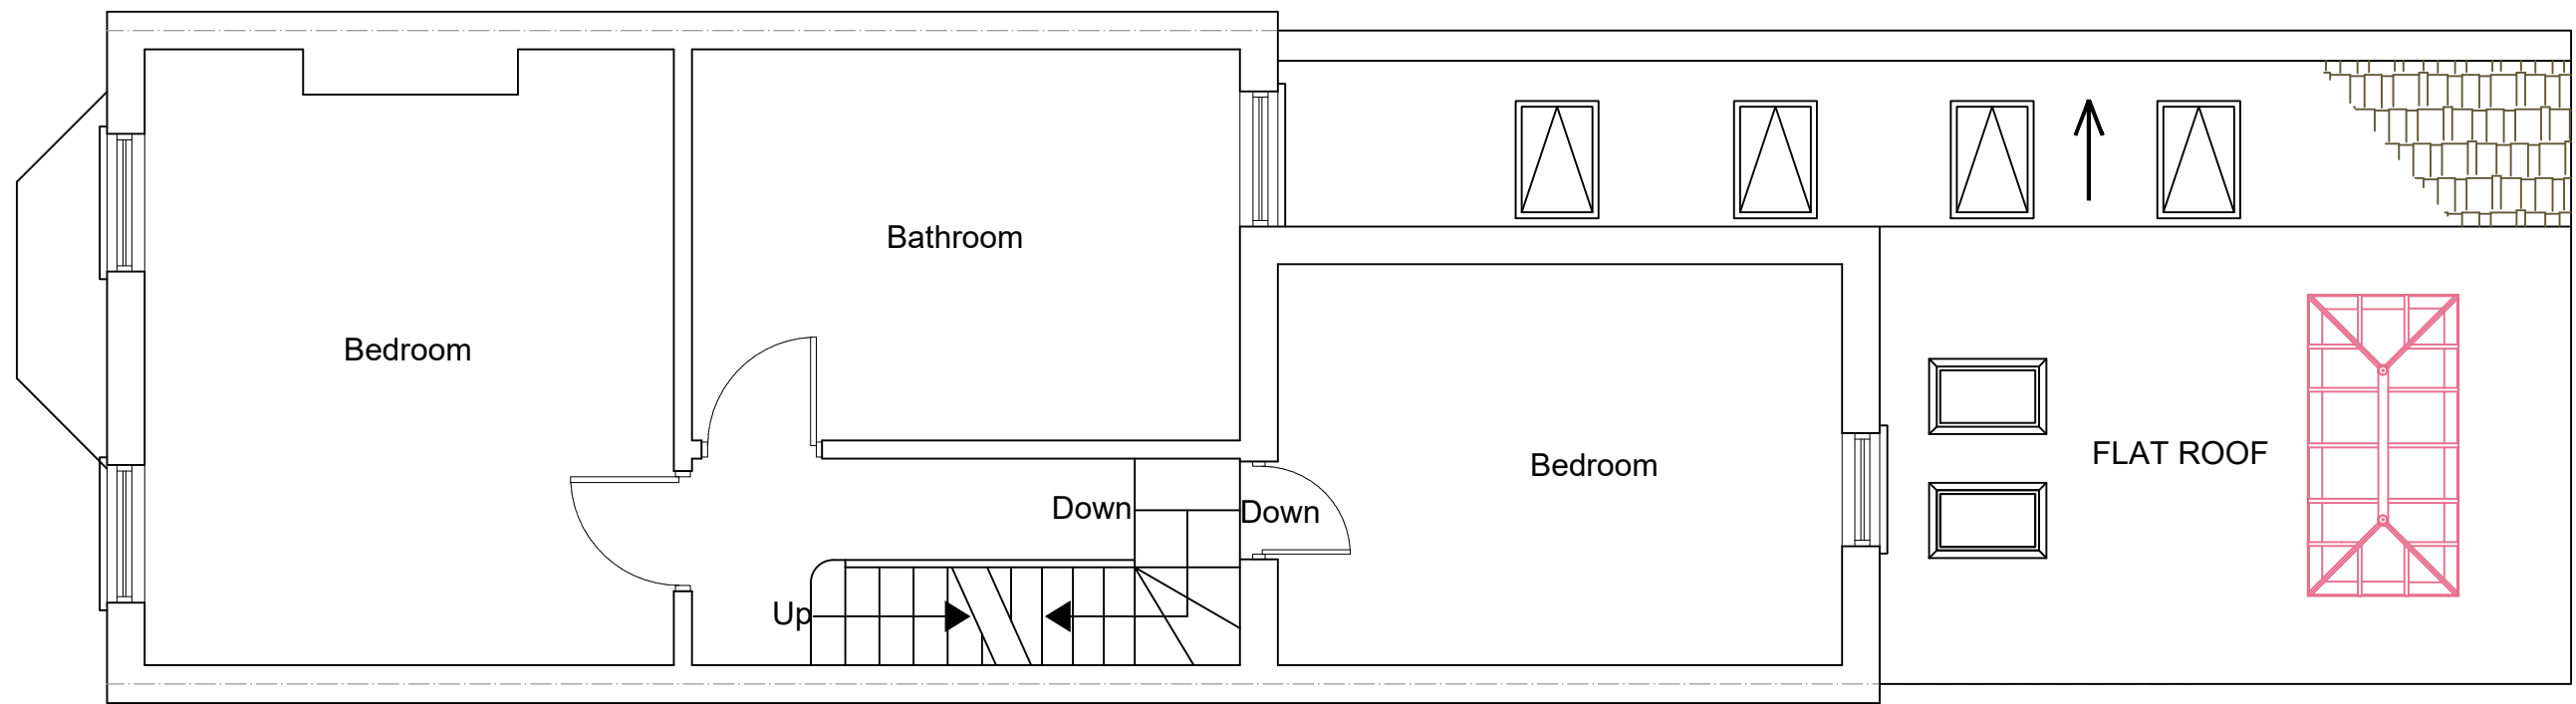 Bathroom
Bedroom
FLAT ROOF
Bedroom
Down
Down
Up